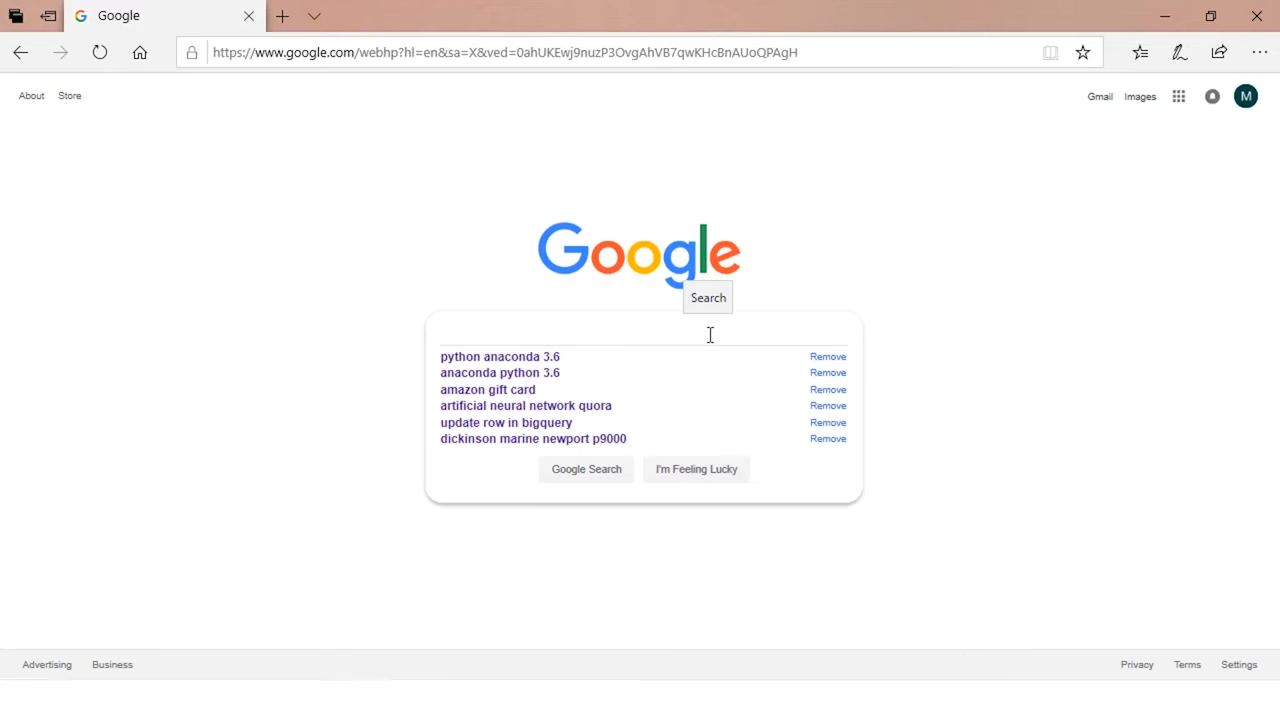 Google
https://www.google.com/webhp?hl=en&sa=X&ved=0ahUKEwj9nuzP3OvgAhVB7qwKHcBnAUoQPAgH
About Store
Gmail Images M
Google
Search
python anaconda 3.6 Remove
anaconda python 3.6 Remove
amazon gift card Remove
artificial neural network quora Remove
update row in bigquery Remove
dickinson marine newport p9000 Remove
Google Search I'm Feeling Lucky
Advertising Business Privacy Terms Settings